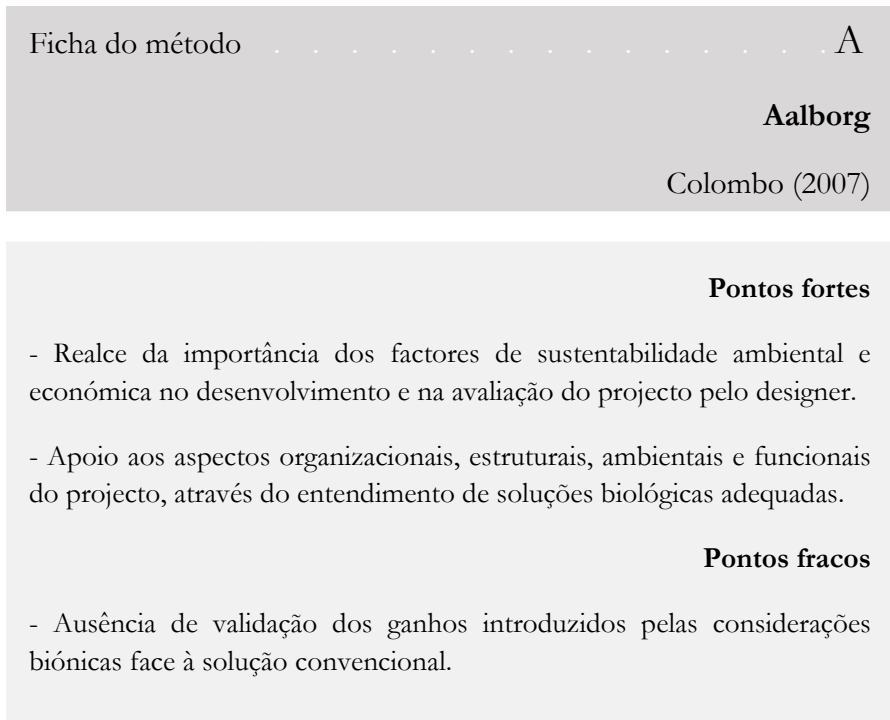 Ficha do método . . . . . . . . . . . . . . . A
Aalborg
Colombo (2007)
Pontos fortes
- Realce da importância dos factores de sustentabilidade ambiental e
económica no desenvolvimento e na avaliação do projecto pelo designer.
- Apoio aos aspectos organizacionais, estruturais, ambientais e funcionais
do projecto, através do entendimento de soluções biológicas adequadas.
Pontos fracos
- Ausência de validação dos ganhos introduzidos pelas considerações
biónicas face à solução convencional.